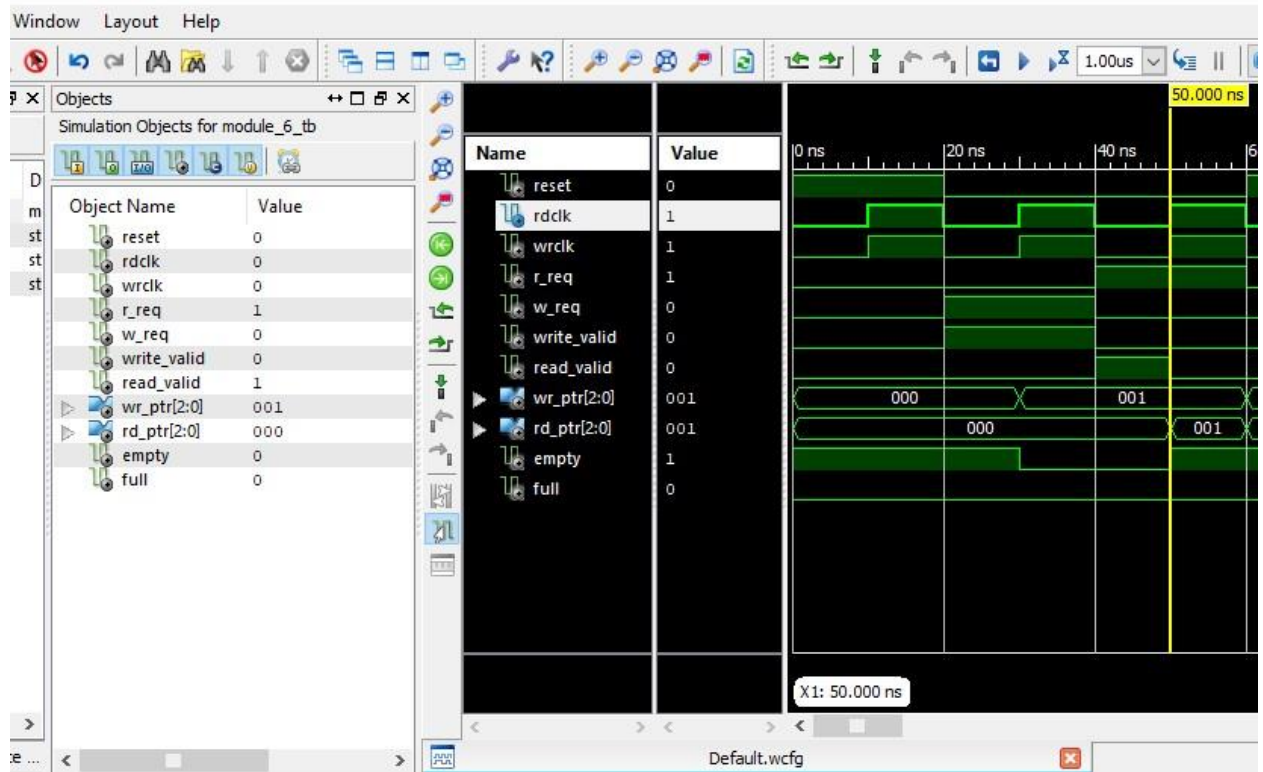 Window Layout Help
1.00us
Objects
Simulation Objects for module_6_tb
Object Name Value
reset 0
rdclk 0
wrclk 0
r_req 1
w_req 0
write_valid 0
read_valid 1
wr_ptr[2:0] 001
rd_ptr[2:0] 000
empty 0
full 0
D
m
st
st
st
50.000 ns
Name Value 0 ns 20 ns 40 ns 6
reset 0
rdclk 1
wrclk 1
r_req 1
w_req 0
write_valid 0
read_valid 0
wr_ptr[2:0] 001 000 001
rd_ptr[2:0] 001 000 001
empty 1
full 0
X1: 50.000 ns
Default.wcfg